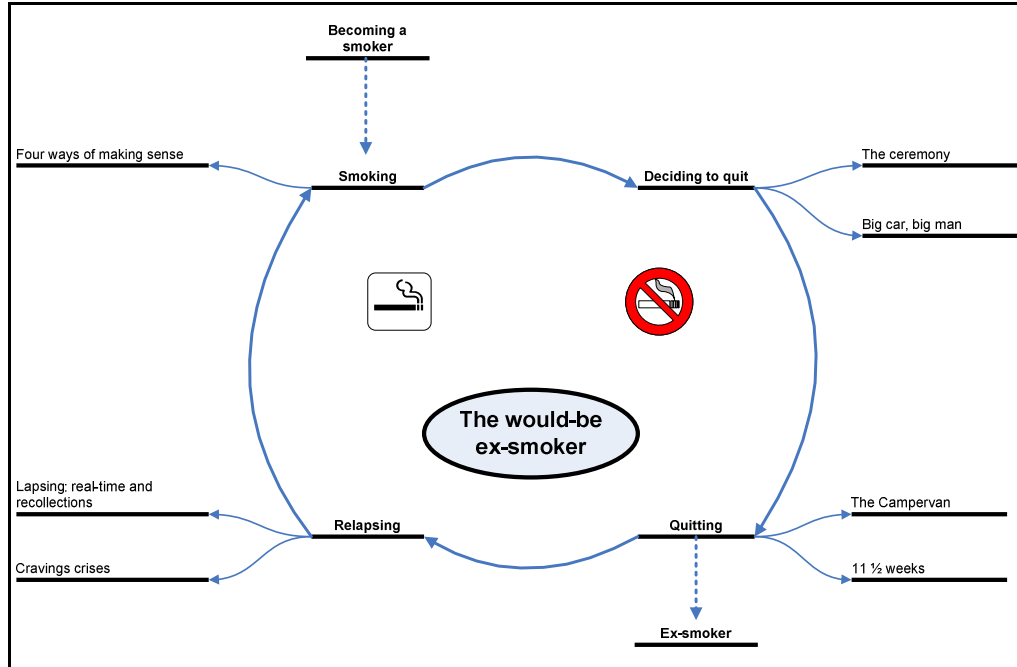 Becoming a
smoker
Four ways of making sense
Smoking
Deciding to quit
The ceremony
Big car, big man
The would-be
ex-smoker
Lapsing: real-time and
recollections
Relapsing
Quitting
The Campervan
Cravings crises
11 ½ weeks
Ex-smoker